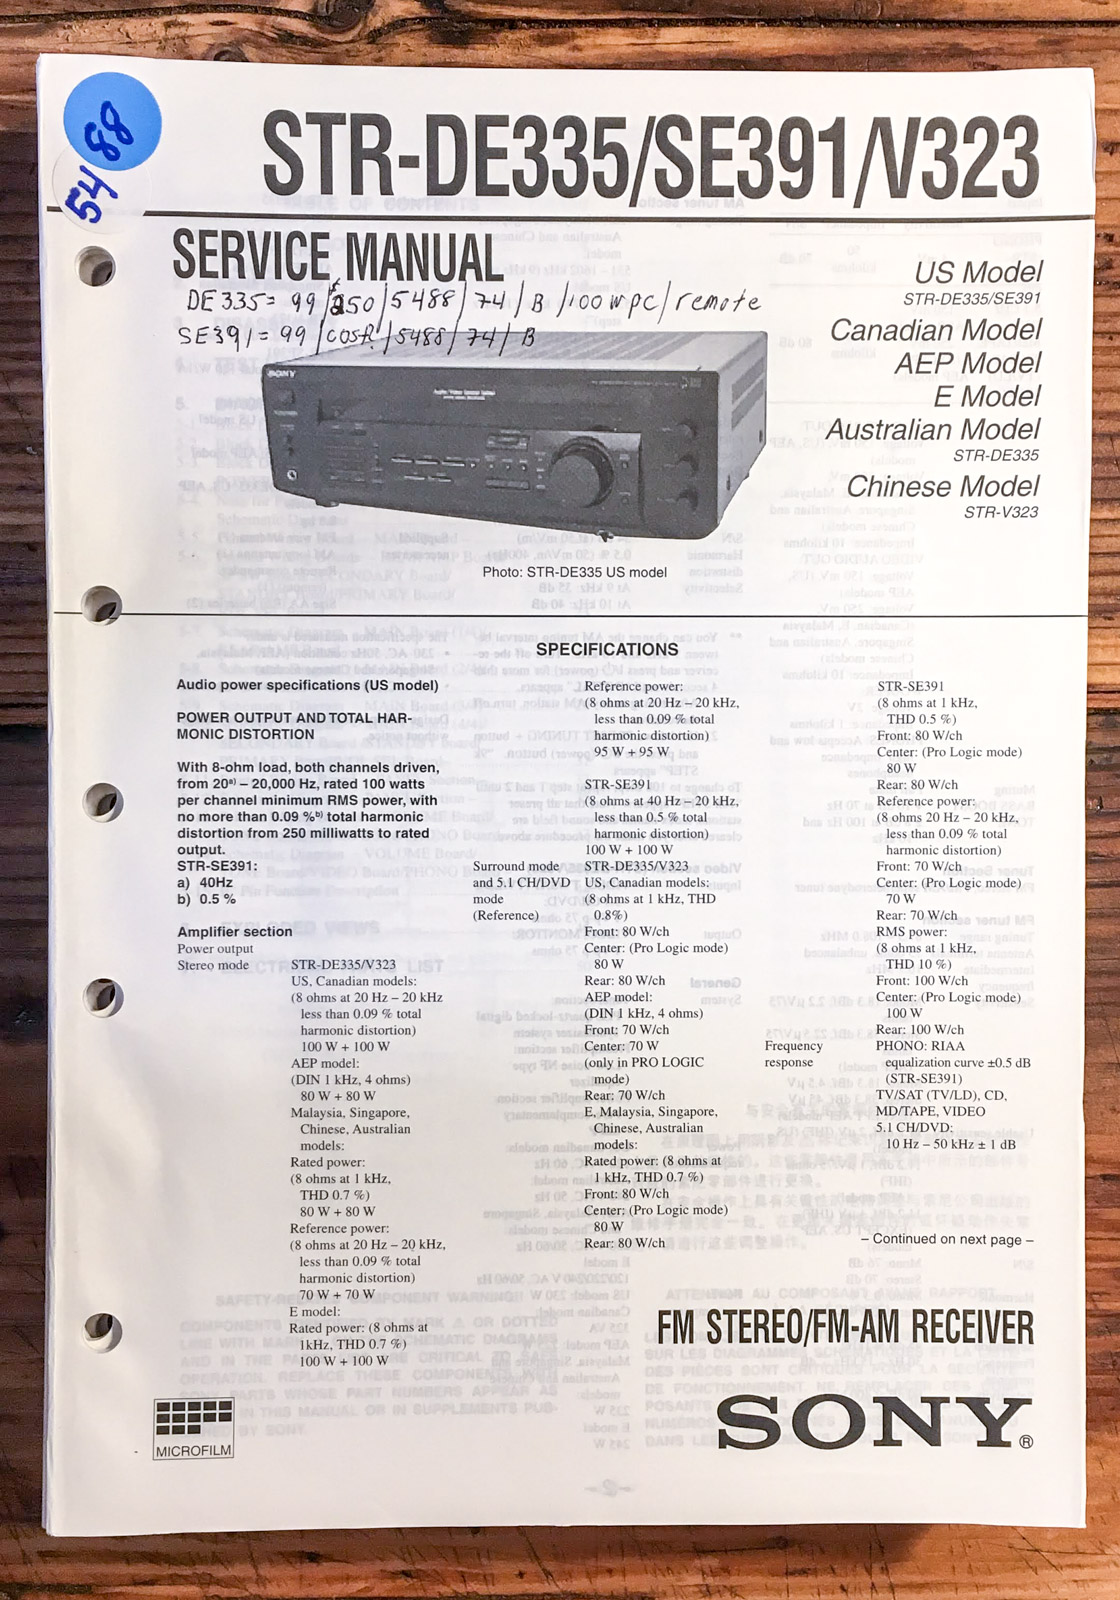 5488
STR-DE335/SE391/V323
SERVICE MANUAL
DE335= 99/$250/5488/74/B/100wpc/remote
SE391= 99/cosR/5488/74/B
US Model
STR-DE335/SE391
Canadian Model
AEP Model
E Model
Australian Model
STR-DE335
Chinese Model
STR-V323
SONY
Photo: STR-DE335 US model
SPECIFICATIONS
Audio power specifications (US model)
POWER OUTPUT AND TOTAL HAR-
MONIC DISTORTION
With 8-ohm load, both channels driven,
from 20a) – 20,000 Hz, rated 100 watts
per channel minimum RMS power, with
no more than 0.09 %b) total harmonic
distortion from 250 milliwatts to rated
output.
STR-SE391:
a) 40Hz
b) 0.5 %
Amplifier section
Power output
Stereo mode STR-DE335/V323
US, Canadian models:
(8 ohms at 20 Hz – 20 kHz
less than 0.09 % total
harmonic distortion)
100 W + 100 W
AEP model:
(DIN 1 kHz, 4 ohms)
80 W + 80 W
Malaysia, Singapore,
Chinese, Australian
models:
Rated power:
(8 ohms at 1 kHz,
THD 0.7 %)
80 W + 80 W
Reference power:
(8 ohms at 20 Hz – 20 kHz,
less than 0.09 % total
harmonic distortion)
70 W + 70 W
E model:
Rated power: (8 ohms at
1kHz, THD 0.7 %)
100 W + 100 W
Reference power:
(8 ohms at 20 Hz – 20 kHz,
less than 0.09 % total
harmonic distortion)
95 W + 95 W
STR-SE391
(8 ohms at 40 Hz – 20 kHz,
less than 0.5 % total
harmonic distortion)
100 W + 100 W
Surround mode STR-DE335/V323
and 5.1 CH/DVD US, Canadian models:
mode (8 ohms at 1 kHz, THD
(Reference) 0.8%)
Front: 80 W/ch
Center: (Pro Logic mode)
80 W
Rear: 80 W/ch
AEP model:
(DIN 1 kHz, 4 ohms)
Front: 70 W/ch
Center: 70 W
(only in PRO LOGIC
mode)
Rear: 70 W/ch
E, Malaysia, Singapore,
Chinese, Australian
models:
Rated power: (8 ohms at
1 kHz, THD 0.7 %)
Front: 80 W/ch
Center: (Pro Logic mode)
80 W
Rear: 80 W/ch
STR-SE391
(8 ohms at 1 kHz,
THD 0.5 %)
Front: 80 W/ch
Center: (Pro Logic mode)
80 W
Rear: 80 W/ch
Reference power:
(8 ohms 20 Hz – 20 kHz,
less than 0.09 % total
harmonic distortion)
Front: 70 W/ch
Center: (Pro Logic mode)
70 W
Rear: 70 W/ch
RMS power:
(8 ohms at 1 kHz,
THD 10 %)
Front: 100 W/ch
Center: (Pro Logic mode)
100 W
Rear: 100 W/ch
Frequency PHONO: RIAA
response equalization curve ±0.5 dB
(STR-SE391)
TV/SAT (TV/LD), CD,
MD/TAPE, VIDEO
5.1 CH/DVD:
10 Hz – 50 kHz ± 1 dB
– Continued on next page –
FM STEREO/FM-AM RECEIVER
MICROFILM
SONY®